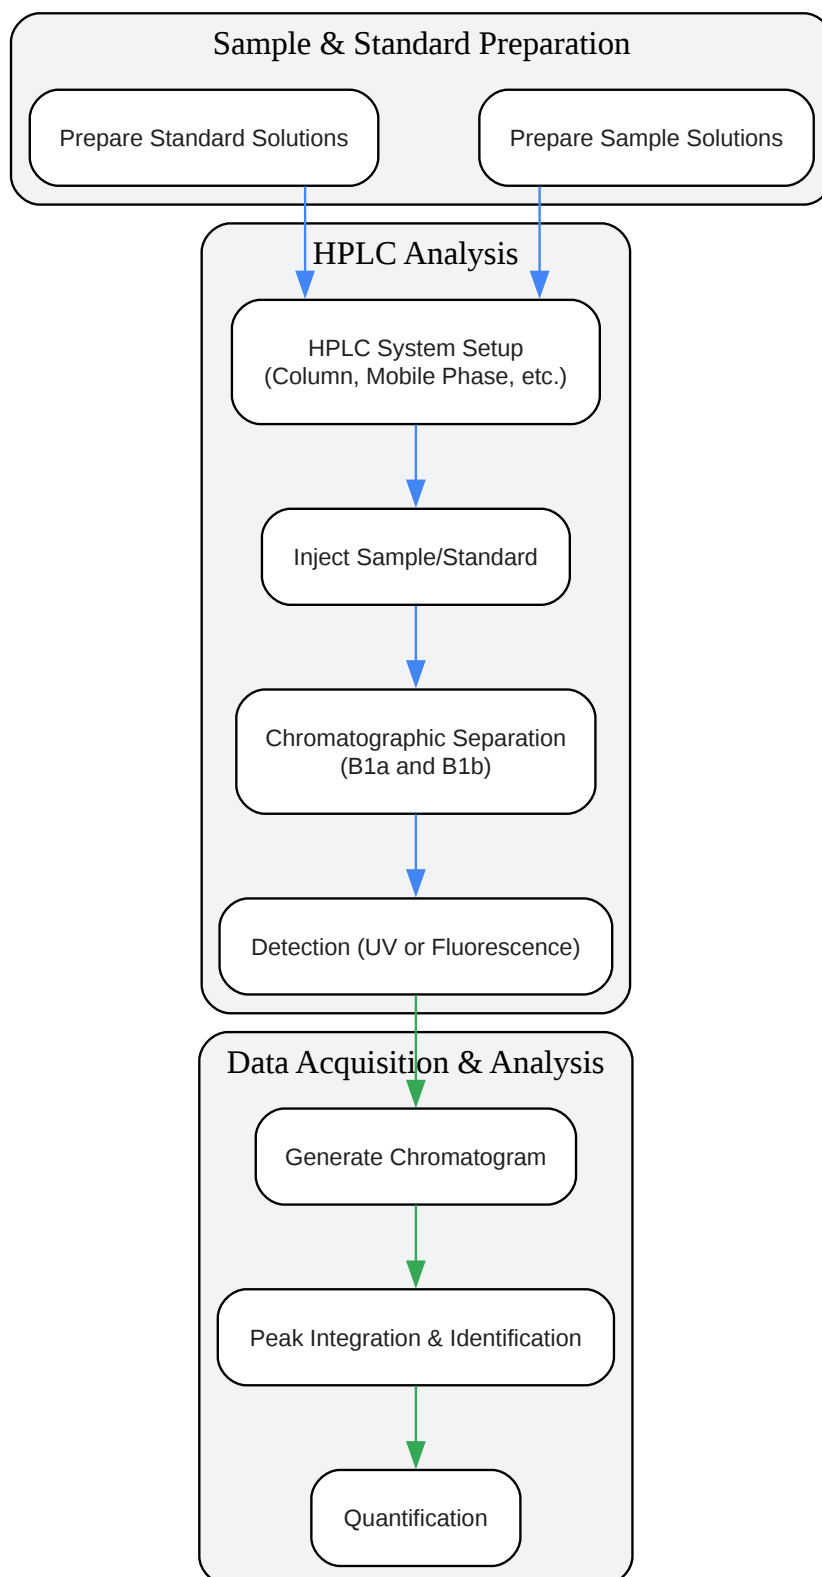 Sample & Standard Preparation
Prepare Standard Solutions
Prepare Sample Solutions
HPLC Analysis
HPLC System Setup
(Column, Mobile Phase, etc.)
Inject Sample/Standard
Chromatographic Separation
(B1a and B1b)
Detection (UV or Fluorescence)
Data Acquisition & Analysis
Generate Chromatogram
Peak Integration & Identification
Quantification